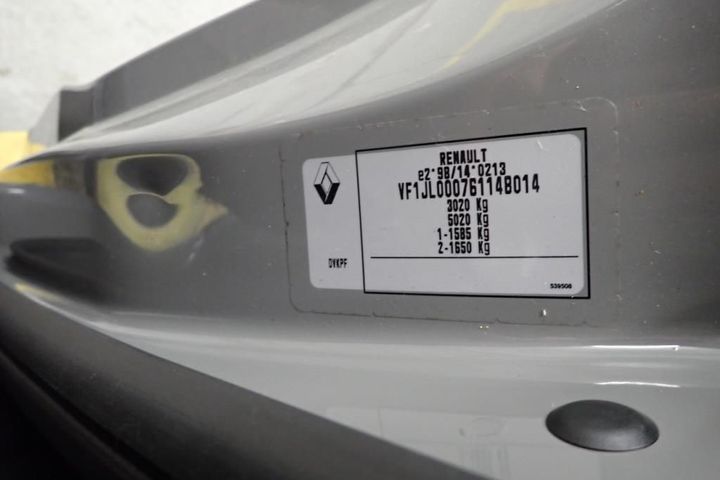 RENAULT
e2*98/14*0213
VF1JL000761148014
3020 Kg
5020 Kg
1-1585 Kg
2-1650 Kg
DVKPF
539508